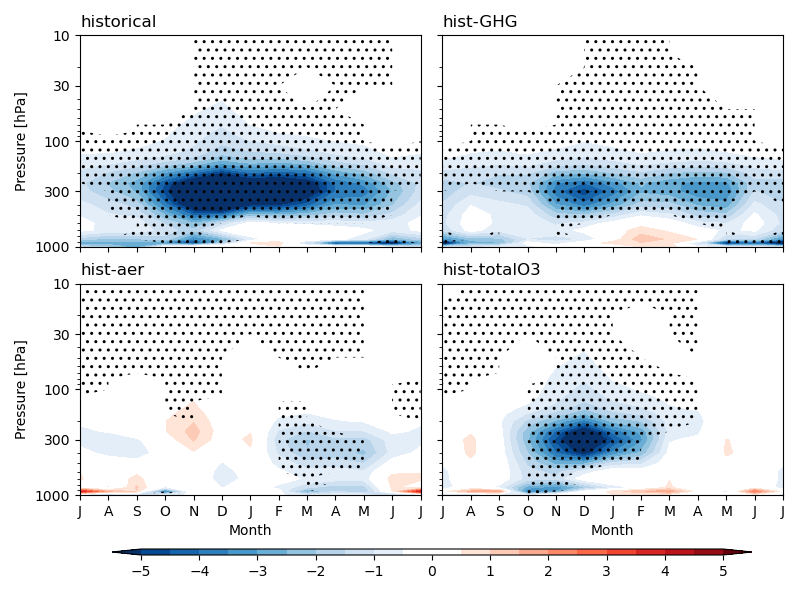 historical
hist-GHG
10
30
100
300
1000
Pressure [hPa]
hist-aer
hist-totalO3
10
30
100
300
1000
Pressure [hPa]
J A S O N D J F M A M J J
J A S O N D J F M A M J J
Month
Month
−5 −4 −3 −2 −1 0 1 2 3 4 5